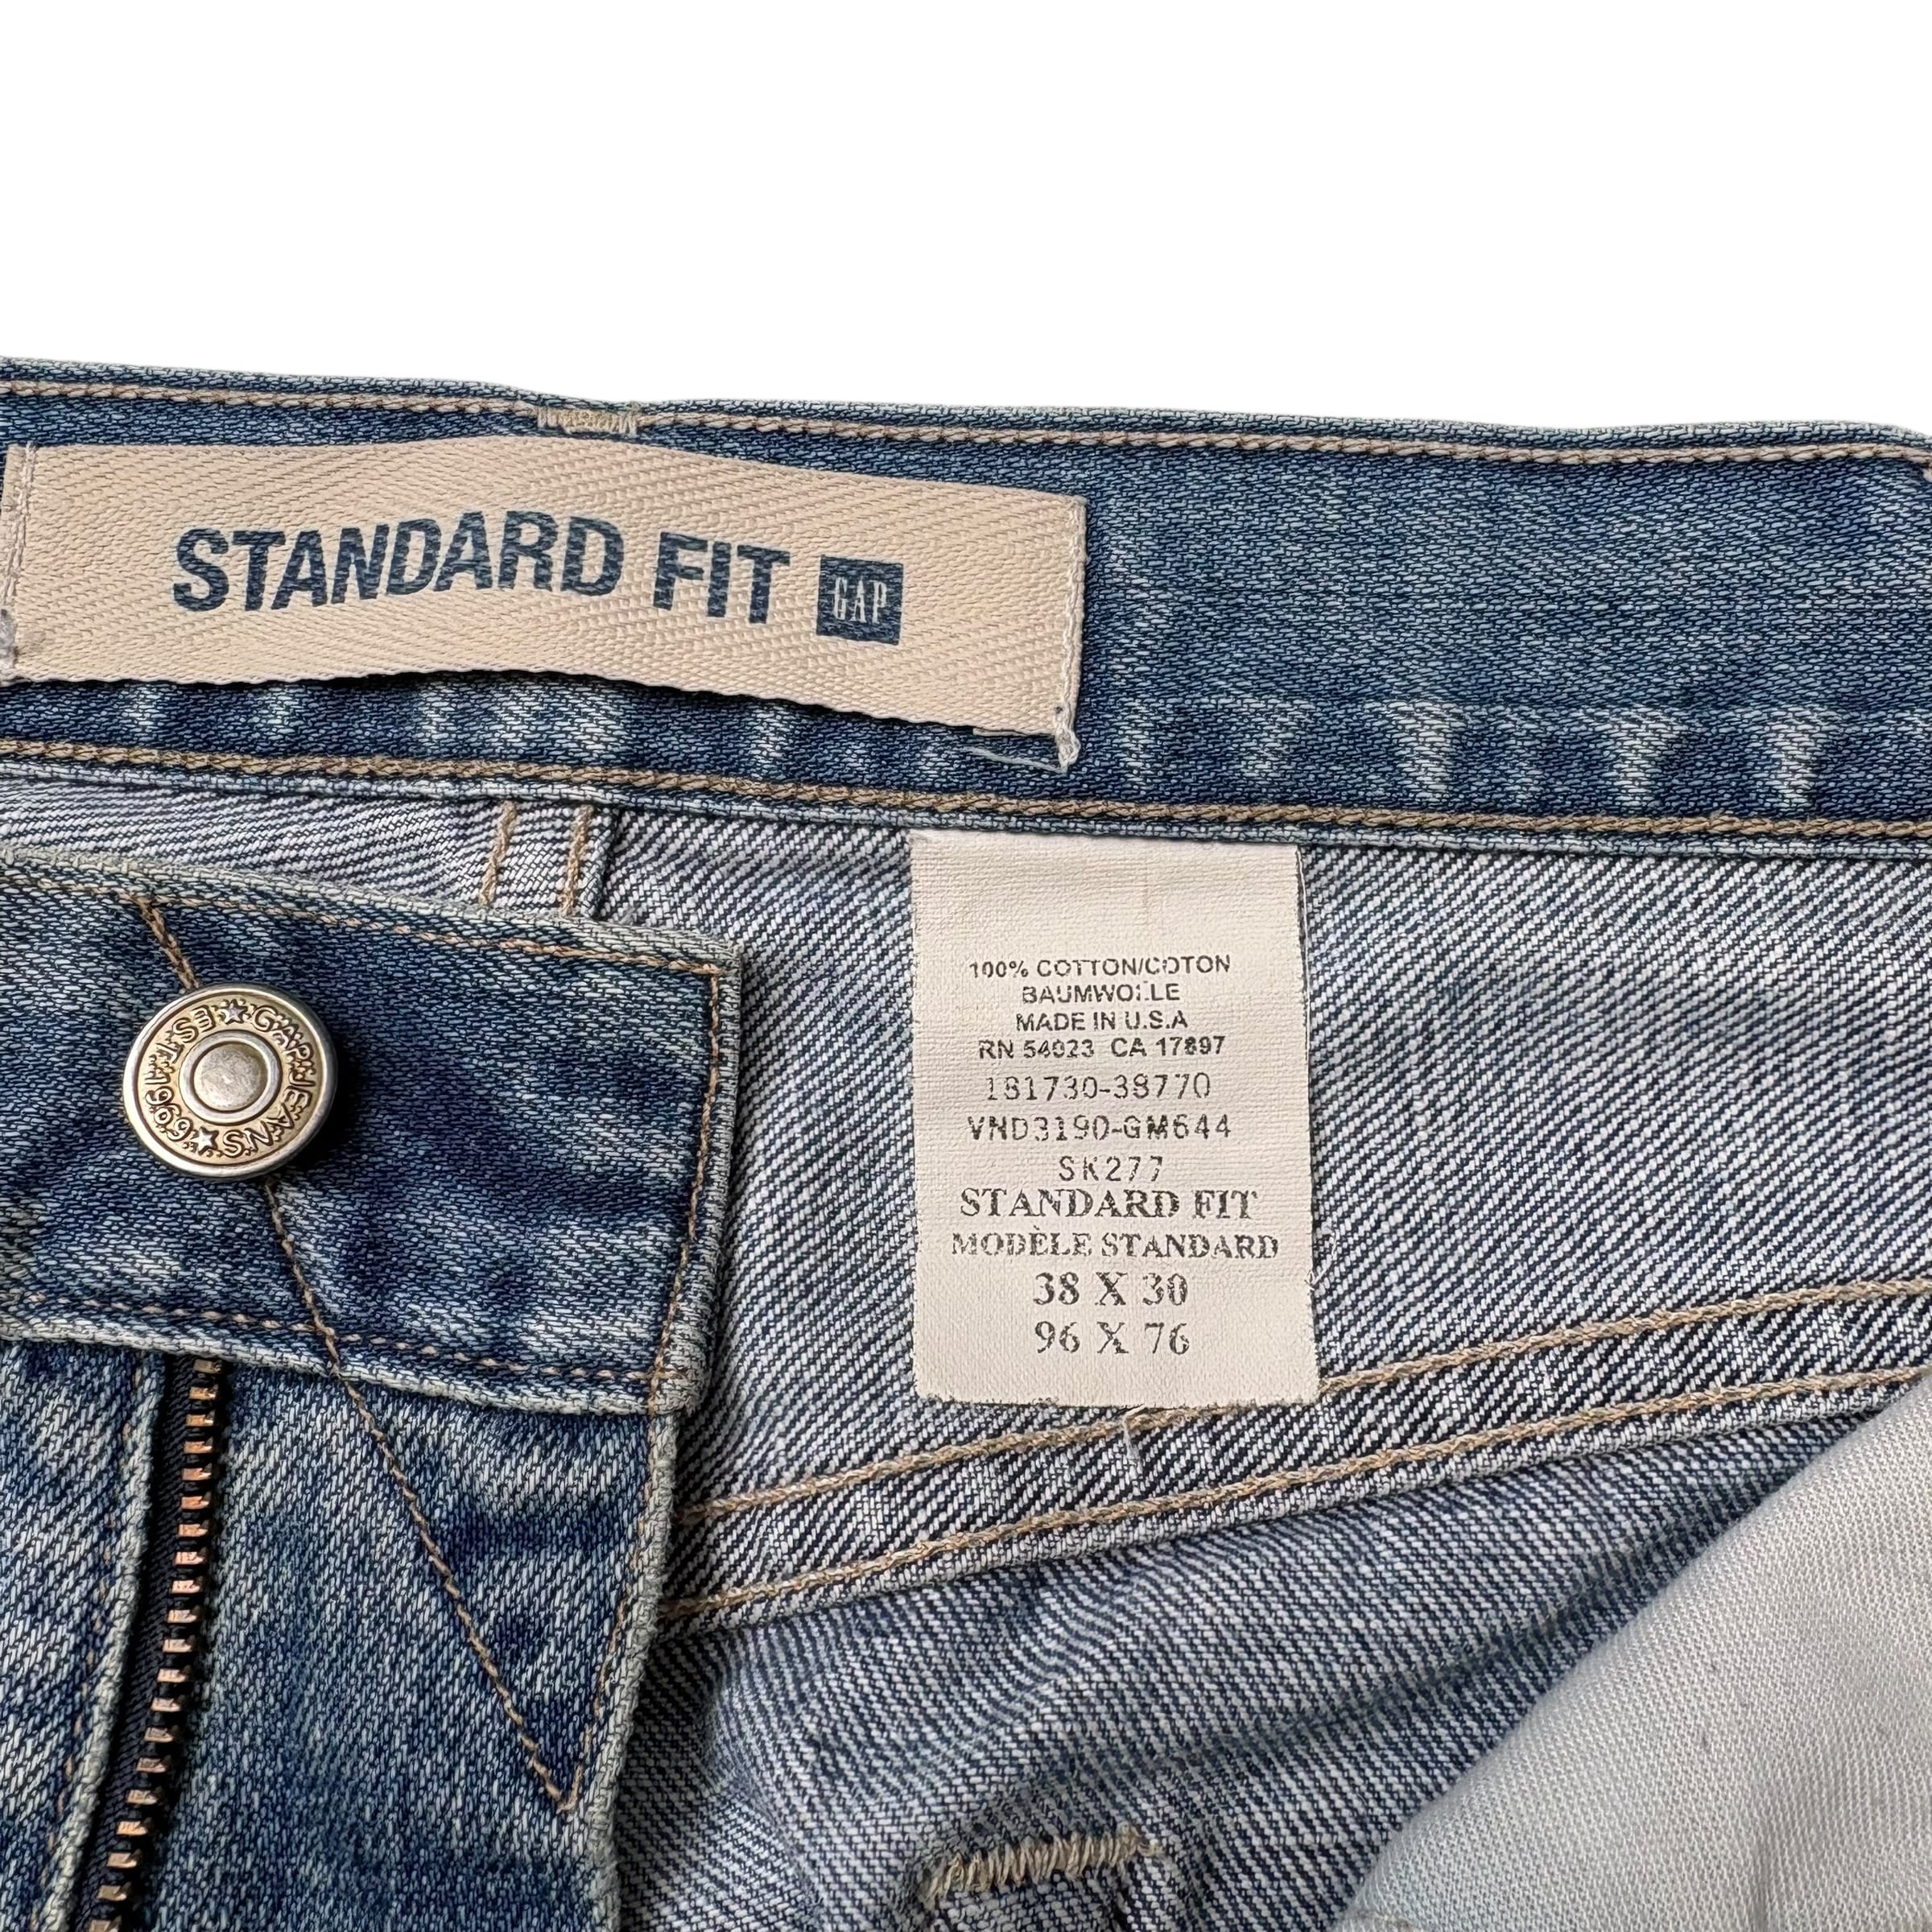 STANDARD FIT GAP
GAP JEANS ★ EST. 1969 ★
100% COTTON/COTON
BAUMWOLLE
MADE IN U.S.A
RN 54023 CA 17897
181730-38770
VND3190-GM644
SK277
STANDARD FIT
MODÈLE STANDARD
38 X 30
96 X 76